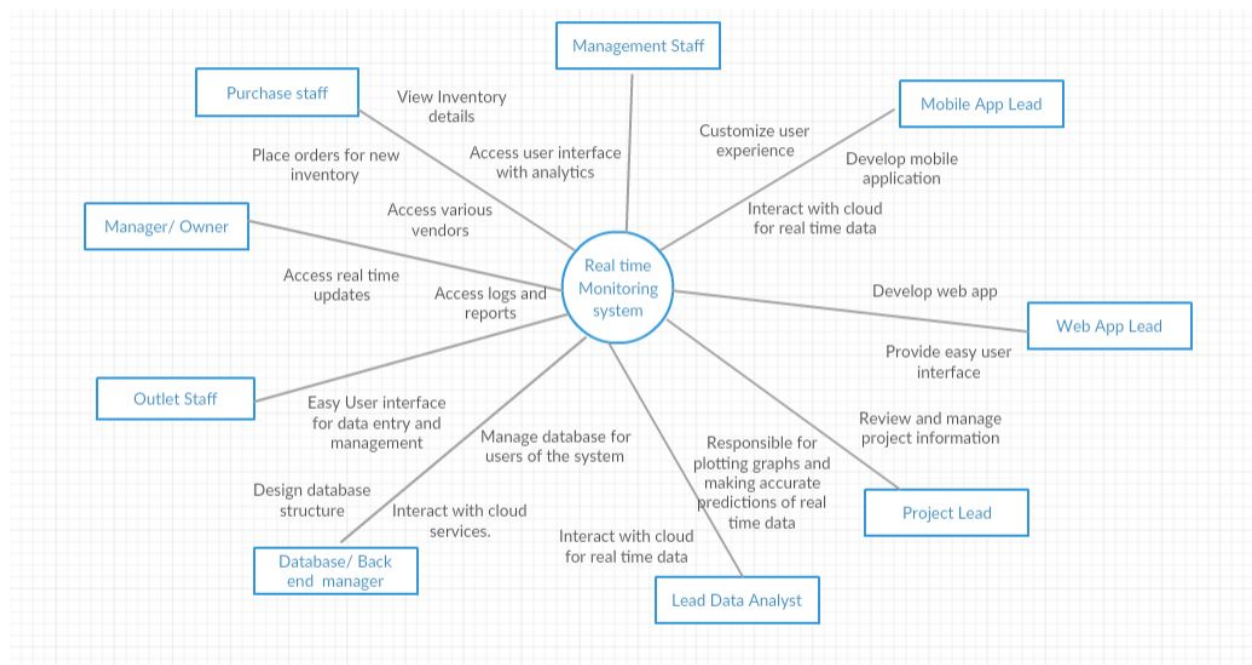 Management Staff
Purchase staff
View Inventory
details
Mobile App Lead
Customize user
experience
Place orders for new
inventory
Access user interface
with analytics
Develop mobile
application
Manager/ Owner
Access various
vendors
Interact with cloud
for real time data
Real time
Monitoring
system
Access real time
updates
Access logs and
reports
Develop web app
Web App Lead
Provide easy user
interface
Outlet Staff
Easy User interface
for data entry and
management
Manage database for
users of the system
Responsible for
plotting graphs and
making accurate
predictions of real
time data
Review and manage
project information
Design database
structure
Interact with cloud
services.
Project Lead
Interact with cloud
for real time data
Database/ Back
end manager
Lead Data Analyst